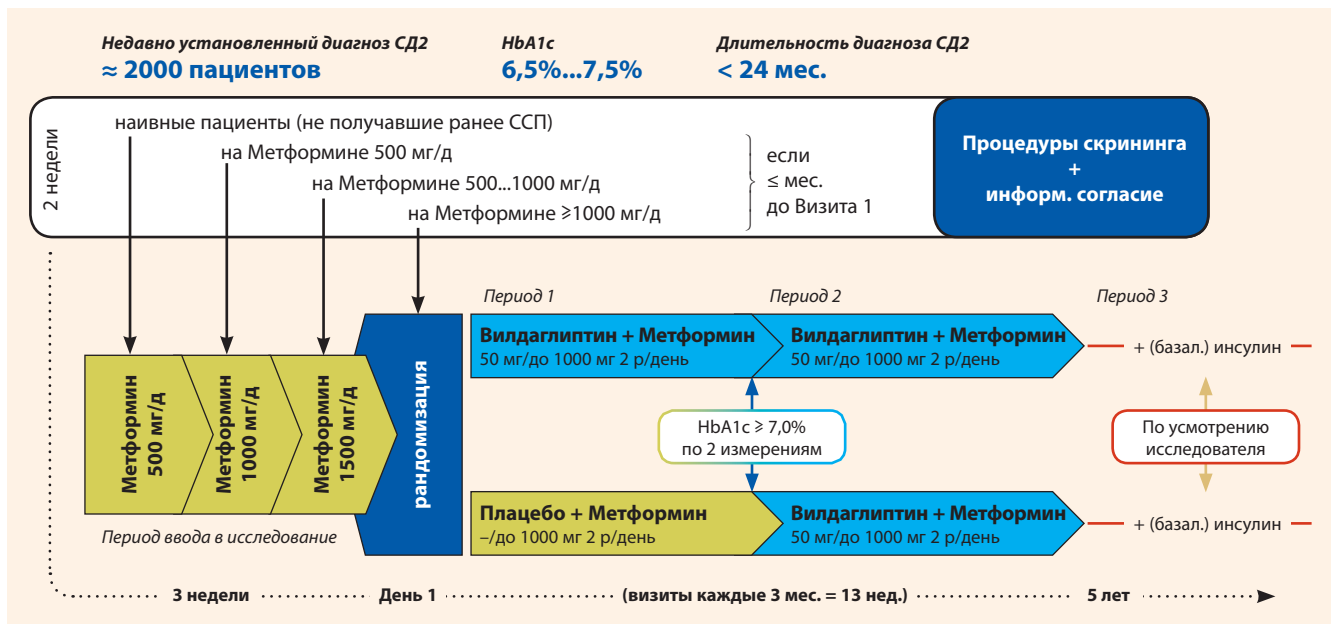 Недавно установленный диагноз СД2
≈ 2000 пациентов
HbA1c
6,5%...7,5%
Длительность диагноза СД2
< 24 мес.
2 недели
наивные пациенты (не получавшие ранее ССП)
на Метформине 500 мг/д
на Метформине 500...1000 мг/д
на Метформине ⩾1000 мг/д
если
≤ мес.
до Визита 1
Процедуры скрининга
+
информ. согласие
Период 1
Период 2
Период 3
Метформин
500 мг/д
Метформин
1000 мг/д
Метформин
1500 мг/д
рандомизация
Вилдаглиптин + Метформин
50 мг/до 1000 мг 2 р/день
Вилдаглиптин + Метформин
50 мг/до 1000 мг 2 р/день
+ (базал.) инсулин
HbA1c ⩾ 7,0%
по 2 измерениям
По усмотрению
исследователя
Плацебо + Метформин
–/до 1000 мг 2 р/день
Вилдаглиптин + Метформин
50 мг/до 1000 мг 2 р/день
+ (базал.) инсулин
Период ввода в исследование
3 недели
День 1
(визиты каждые 3 мес. = 13 нед.)
5 лет